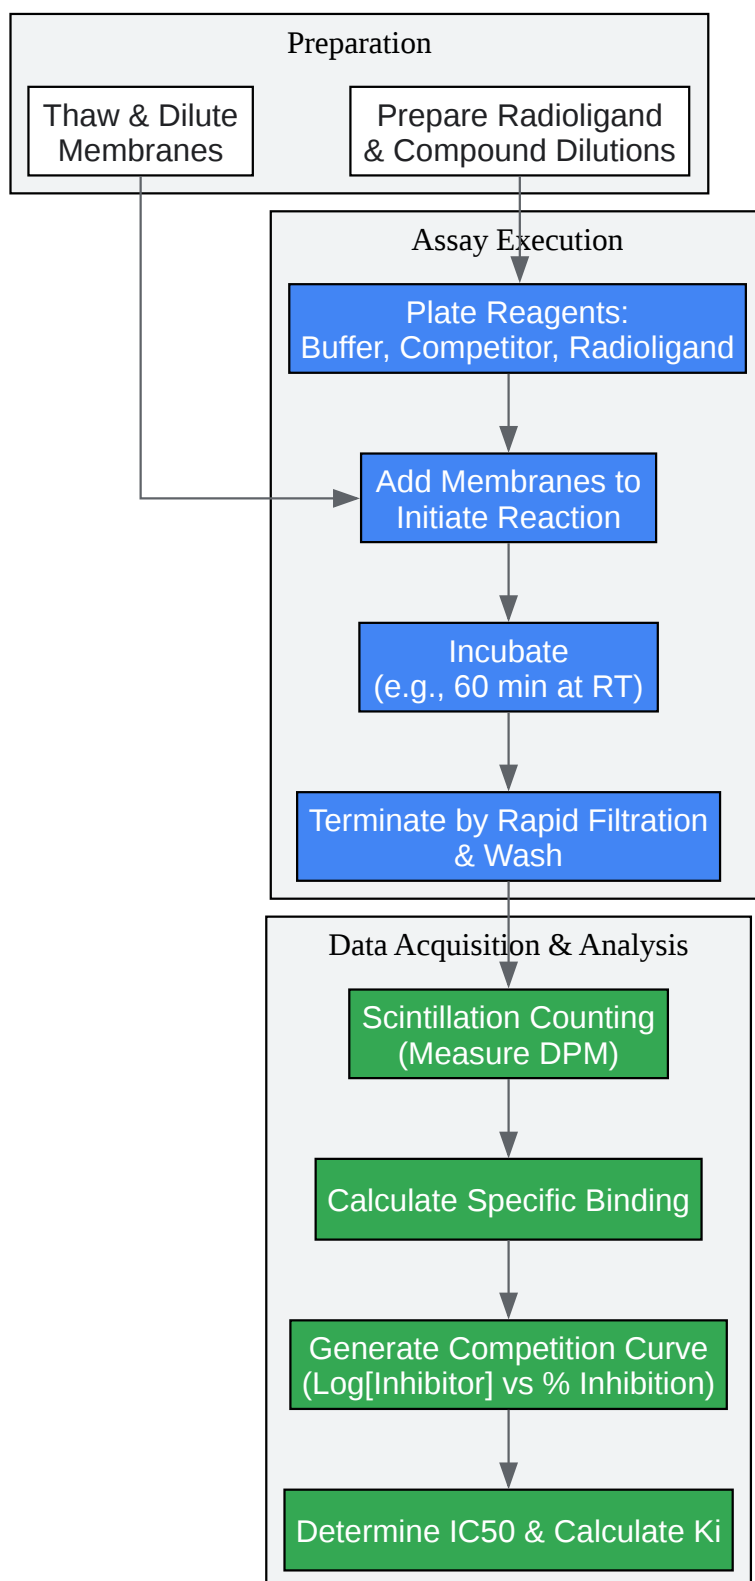 Preparation
Thaw & Dilute
Membranes
Prepare Radioligand
& Compound Dilutions
Assay Execution
Plate Reagents:
Buffer, Competitor, Radioligand
Add Membranes to
Initiate Reaction
Incubate
(e.g., 60 min at RT)
Terminate by Rapid Filtration
& Wash
Data Acquisition & Analysis
Scintillation Counting
(Measure DPM)
Calculate Specific Binding
Generate Competition Curve
(Log[Inhibitor] vs % Inhibition)
Determine IC50 & Calculate Ki